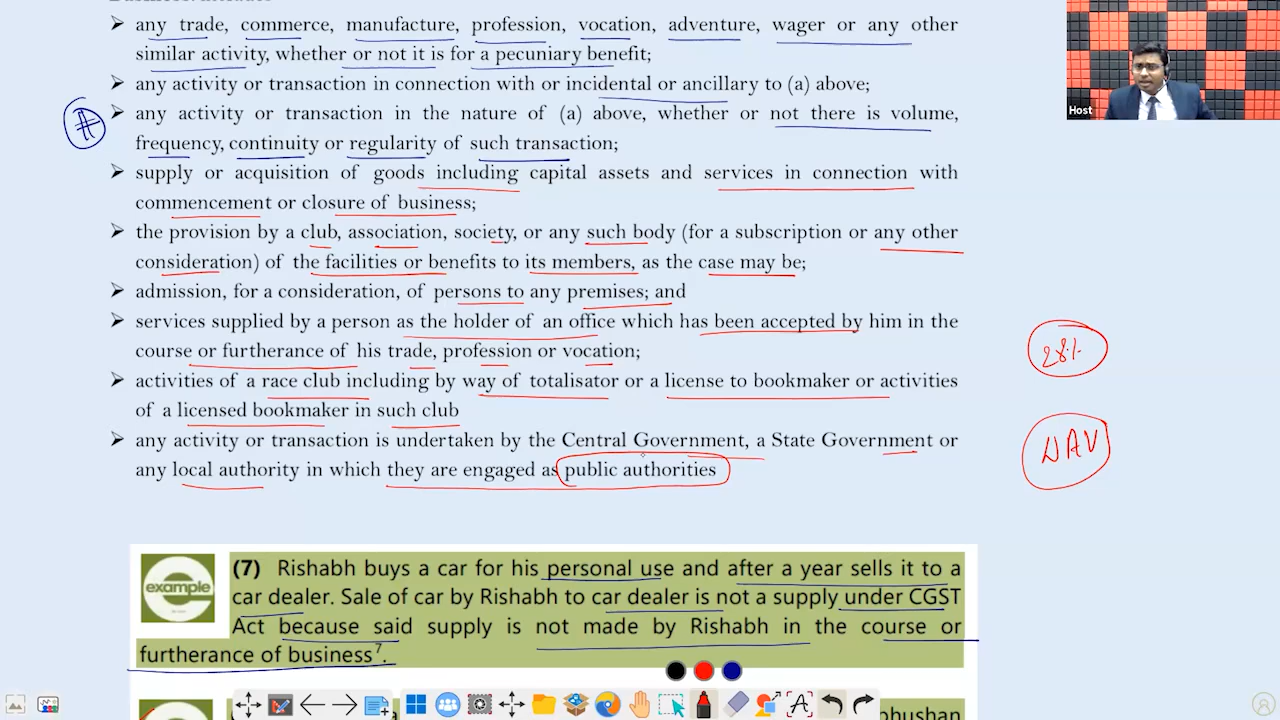 any trade, commerce, manufacture, profession, vocation, adventure, wager or any other
similar activity, whether or not it is for a pecuniary benefit;
any activity or transaction in connection with or incidental or ancillary to (a) above;
any activity or transaction in the nature of (a) above, whether or not there is volume,
frequency, continuity or regularity of such transaction;
supply or acquisition of goods including capital assets and services in connection with
commencement or closure of business;
the provision by a club, association, society, or any such body (for a subscription or any other
consideration) of the facilities or benefits to its members, as the case may be;
admission, for a consideration, of persons to any premises; and
services supplied by a person as the holder of an office which has been accepted by him in the
course or furtherance of his trade, profession or vocation;
activities of a race club including by way of totalisator or a license to bookmaker or activities
of a licensed bookmaker in such club
any activity or transaction is undertaken by the Central Government, a State Government or
any local authority in which they are engaged as public authorities
Host
28%
NAV
example
(7) Rishabh buys a car for his personal use and after a year sells it to a
car dealer. Sale of car by Rishabh to car dealer is not a supply under CGST
Act because said supply is not made by Rishabh in the course or
furtherance of business7.